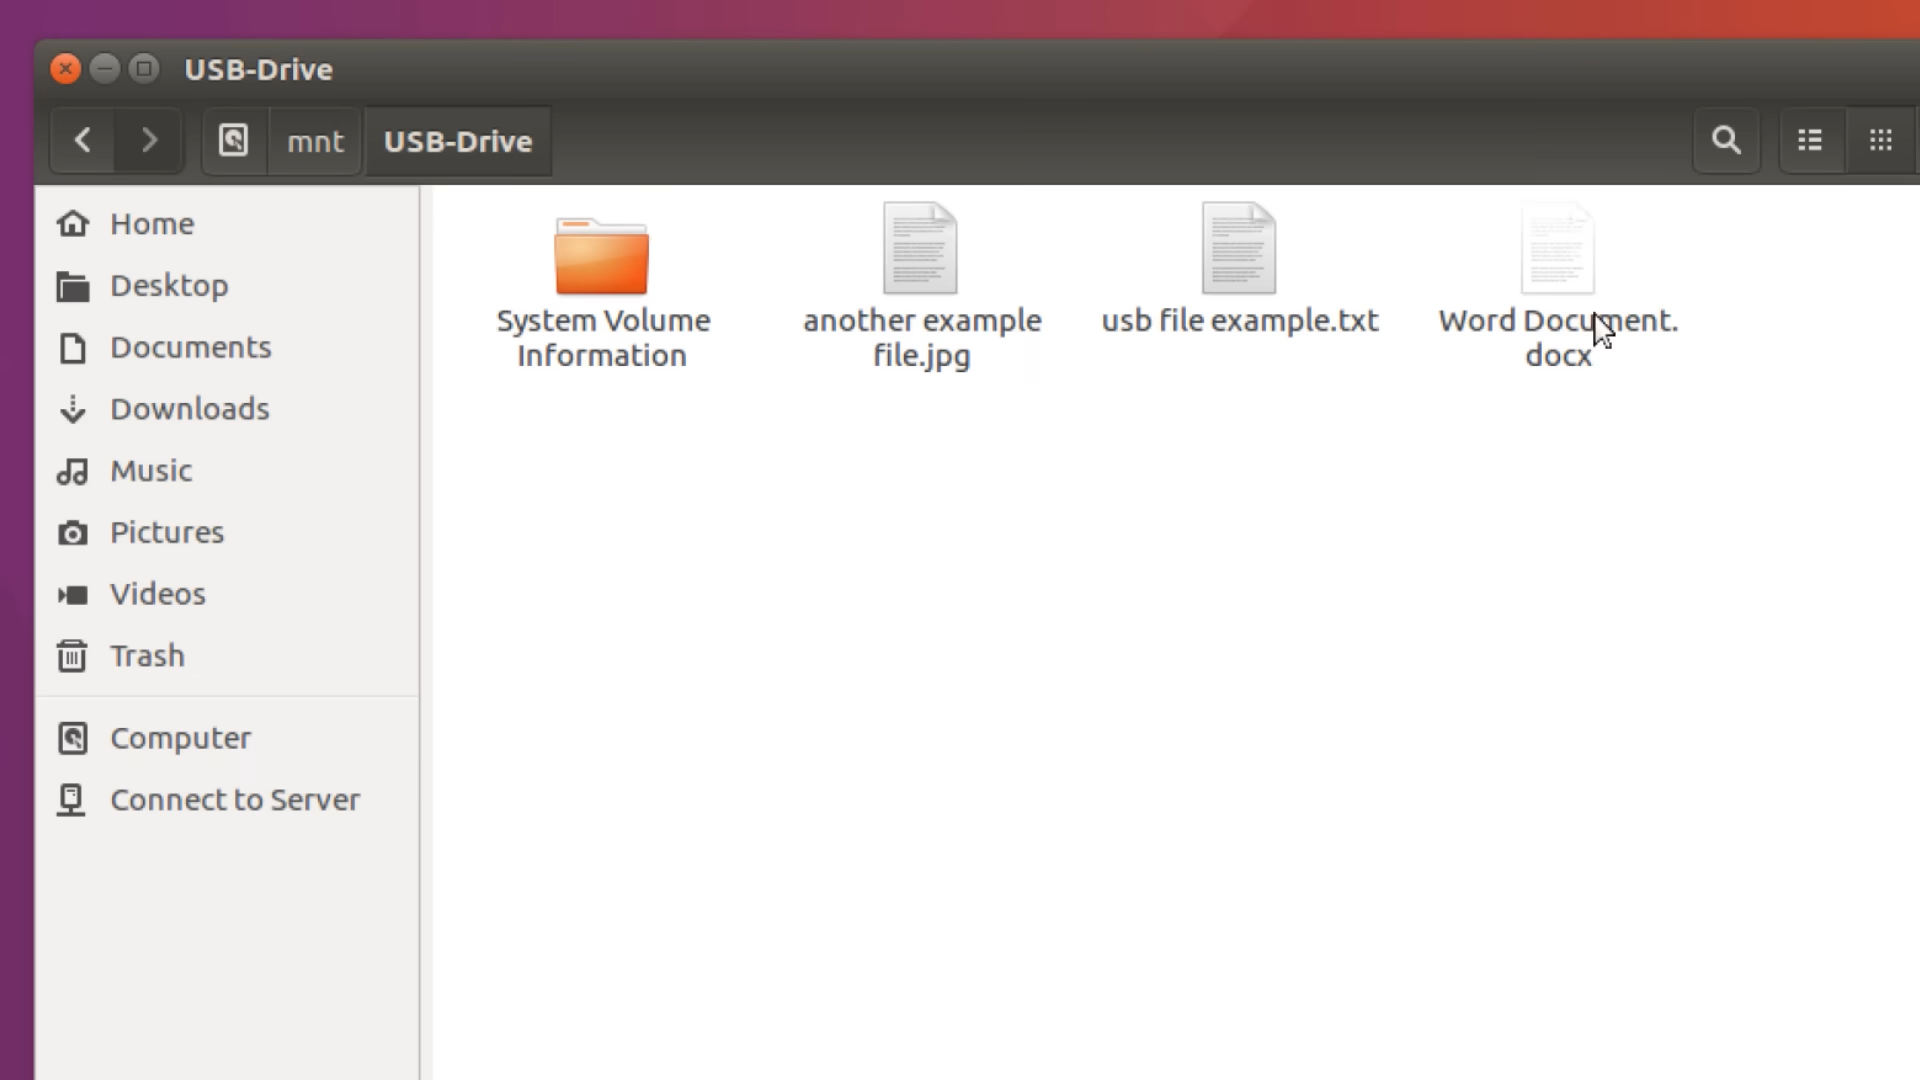 USB-Drive
mnt
USB-Drive
Home
Desktop
Documents
Downloads
Music
Pictures
Videos
Trash
Computer
Connect to Server
System Volume
Information
another example
file.jpg
usb file example.txt
Word Document.
docx